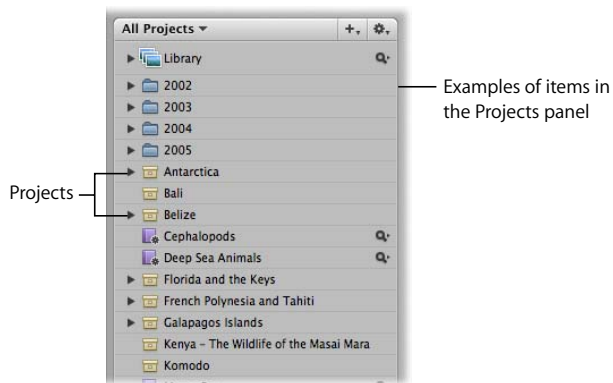 All Projects
Library
2002
2003
2004
2005
Antarctica
Bali
Belize
Cephalopods
Deep Sea Animals
Florida and the Keys
French Polynesia and Tahiti
Galapagos Islands
Kenya – The Wildlife of the Masai Mara
Komodo
Projects
Examples of items in
the Projects panel